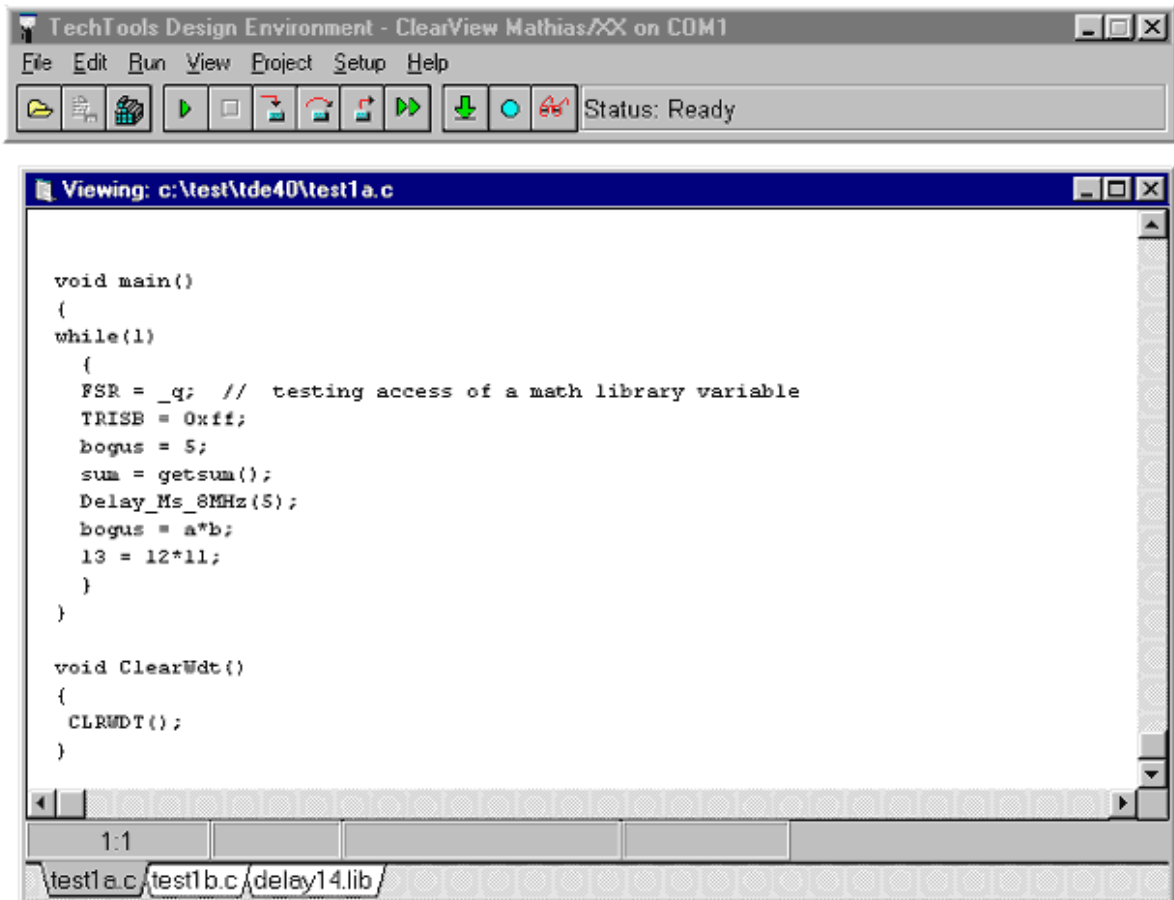 TechTools Design Environment - ClearView Mathias/XX on COM1
File Edit Run View Project Setup Help
Status: Ready
Viewing: c:\test\tde40\test1a.c
void main()
{
while(1)
{
FSR = _q; // testing access of a math library variable
TRISB = 0xff;
bogus = 5;
sum = getsum();
Delay_Ms_8MHz(5);
bogus = a*b;
l3 = l2*l1;
}
}
void ClearWdt()
{
CLRWDT();
}
1:1
test1a.c test1b.c delay14.lib